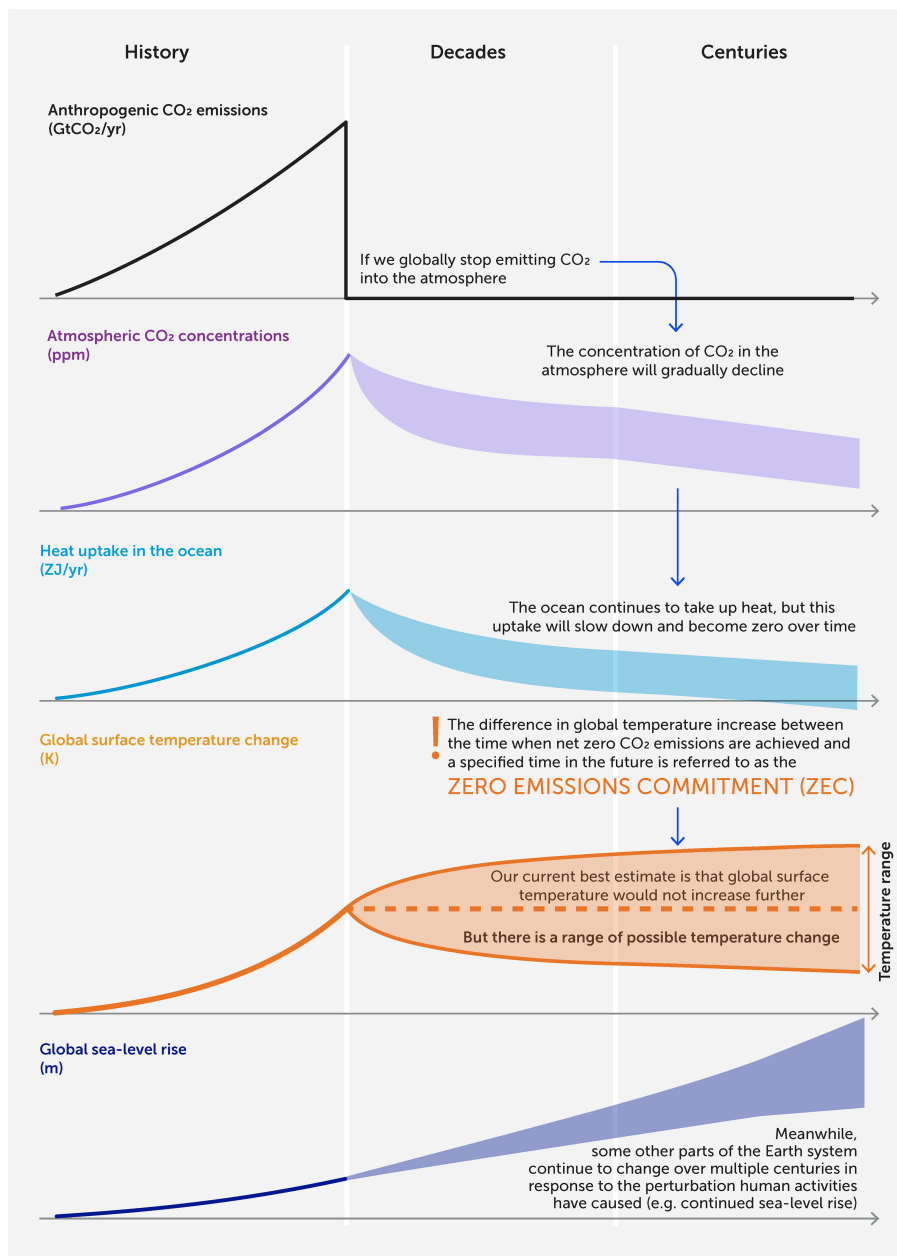 History
Decades
Centuries
Anthropogenic CO₂ emissions
(GtCO₂/yr)
If we globally stop emitting CO₂
into the atmosphere
Atmospheric CO₂ concentrations
(ppm)
The concentration of CO₂ in the
atmosphere will gradually decline
Heat uptake in the ocean
(ZJ/yr)
The ocean continues to take up heat, but this
uptake will slow down and become zero over time
Global surface temperature change
(K)
! The difference in global temperature increase between
the time when net zero CO₂ emissions are achieved and
a specified time in the future is referred to as the
ZERO EMISSIONS COMMITMENT (ZEC)
Our current best estimate is that global surface
temperature would not increase further
But there is a range of possible temperature change
Temperature range
Global sea-level rise
(m)
Meanwhile,
some other parts of the Earth system
continue to change over multiple centuries in
response to the perturbation human activities
have caused (e.g. continued sea-level rise)